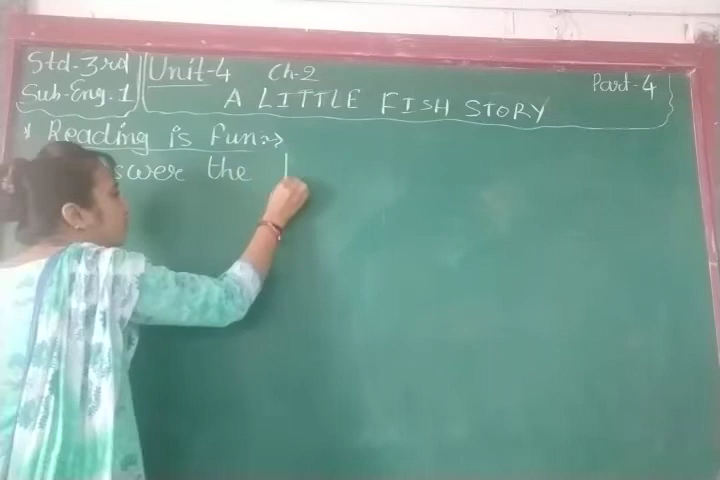 Std-3rd Unit-4 Ch-2 Part-4
Sub-Eng.1 A LITTLE FISH STORY
* Reading is Fun:->
swer the